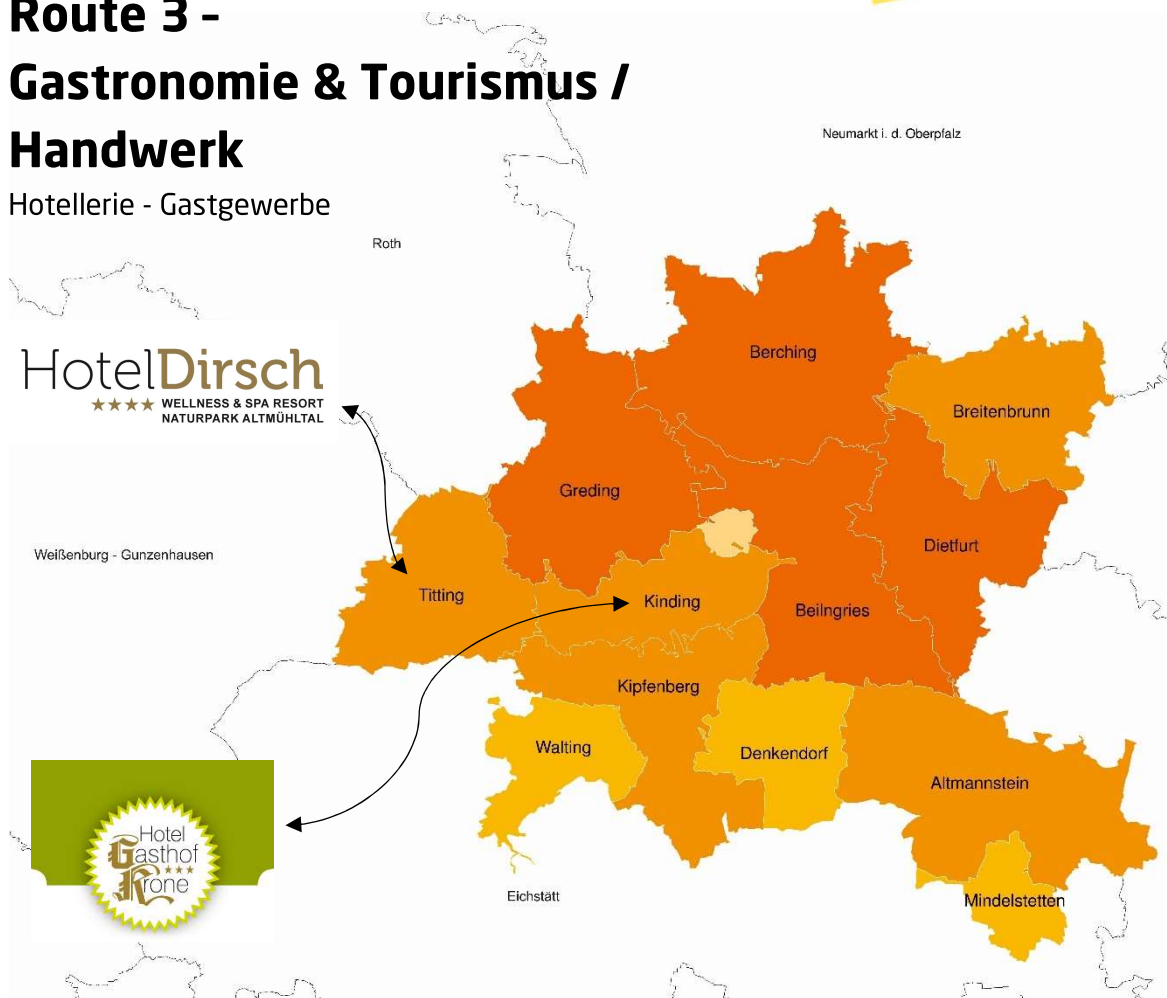 Route 3 –
Gastronomie & Tourismus /
Handwerk
Hotellerie - Gastgewerbe
Neumarkt i. d. Oberpfalz
Roth
HotelDirsch
★★★★ WELLNESS & SPA RESORT
NATURPARK ALTMÜHLTAL
Berching
Breitenbrunn
Greding
Weißenburg - Gunzenhausen
Dietfurt
Titting
Kinding
Beilngries
Kipfenberg
Walting
Denkendorf
Altmannstein
Hotel
Gasthof
★★★
Krone
Eichstätt
Mindelstetten